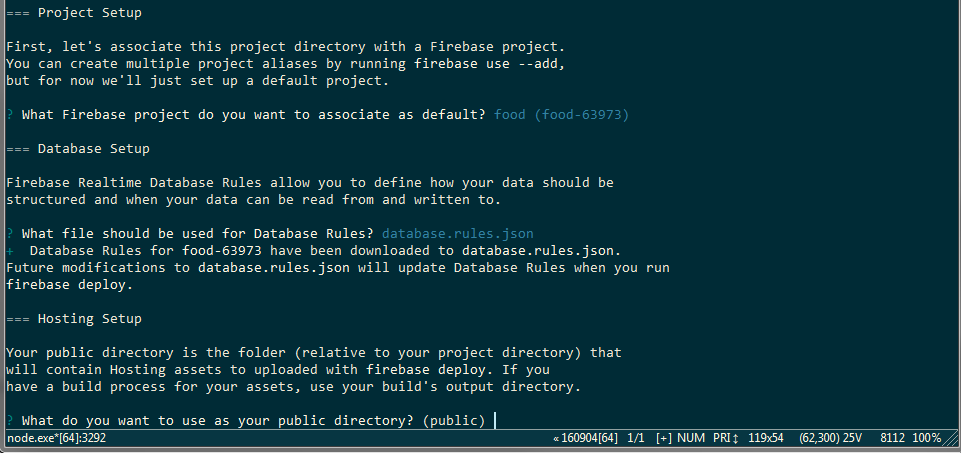 === Project Setup
First, let's associate this project directory with a Firebase project.
You can create multiple project aliases by running firebase use --add,
but for now we'll just set up a default project.
? What Firebase project do you want to associate as default? food (food-63973)
=== Database Setup
Firebase Realtime Database Rules allow you to define how your data should be
structured and when your data can be read from and written to.
? What file should be used for Database Rules? database.rules.json
+  Database Rules for food-63973 have been downloaded to database.rules.json.
Future modifications to database.rules.json will update Database Rules when you run
firebase deploy.
=== Hosting Setup
Your public directory is the folder (relative to your project directory) that
will contain Hosting assets to uploaded with firebase deploy. If you
have a build process for your assets, use your build's output directory.
? What do you want to use as your public directory? (public)
node.exe*[64]:3292 « 160904[64] 1/1 [+] NUM PRI↕ 119x54 (62,300) 25V 8112 100%